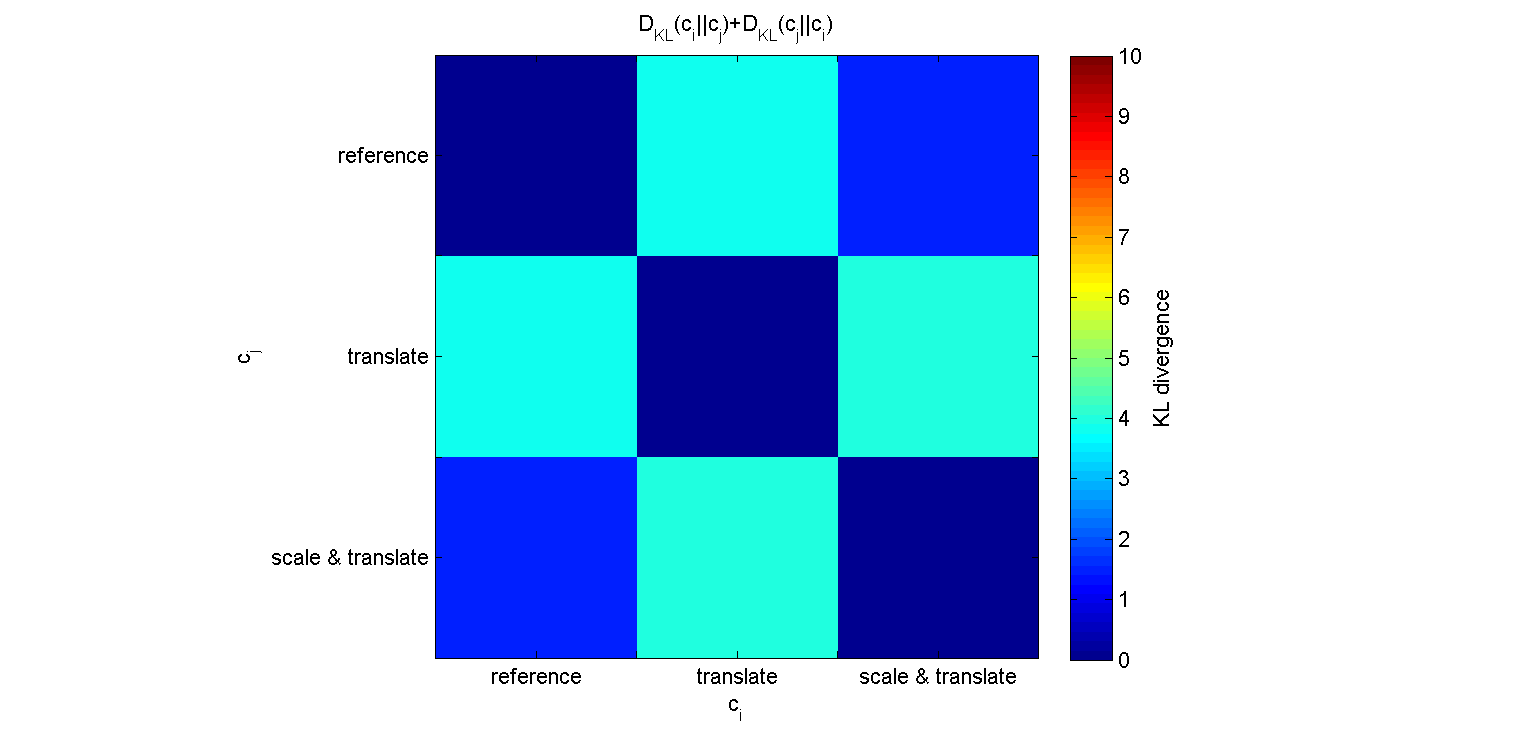 D_KL(c_i||c_j)+D_KL(c_j||c_i)
reference
translate
scale & translate
c_j
reference translate scale & translate
c_i
10
9
8
7
6
5
4
3
2
1
0
KL divergence